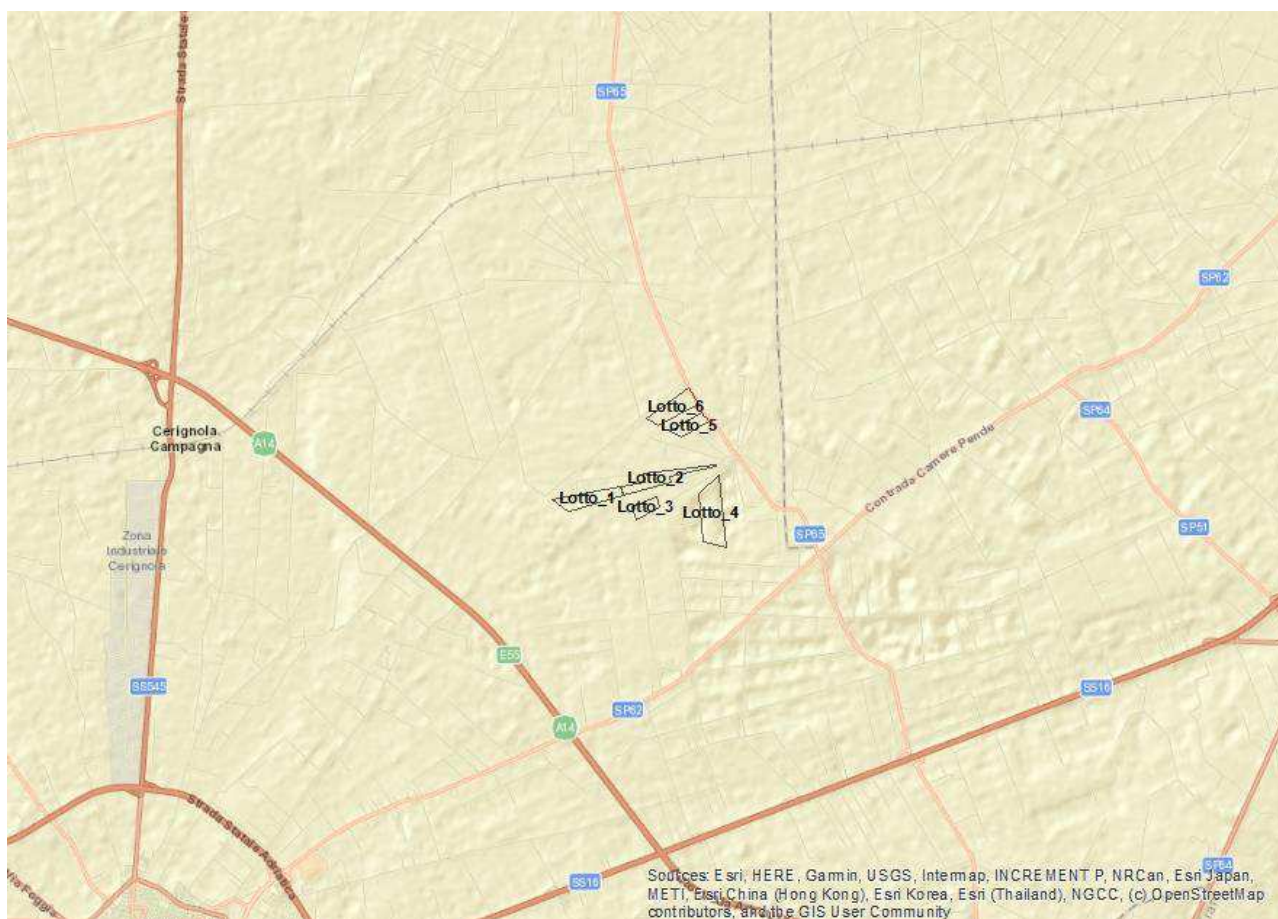 Strada Statale
SP65
SP62
Lotto_6
SP64
Lotto_5
Cerignola
Campagna
A14
Contrada Camere Pende
Lotto_2
Lotto_1
Lotto_3
Lotto_4
SP65
SP51
Zona
Industriale
Cerignola
E55
SS545
SS16
SP62
A14
Strada Statale Adriatica
SP64
SS16
Foggia
Sources: Esri, HERE, Garmin, USGS, Intermap, INCREMENT P, NRCan, Esri Japan,
METI, Esri China (Hong Kong), Esri Korea, Esri (Thailand), NGCC, (c) OpenStreetMap
contributors, and the GIS User Community